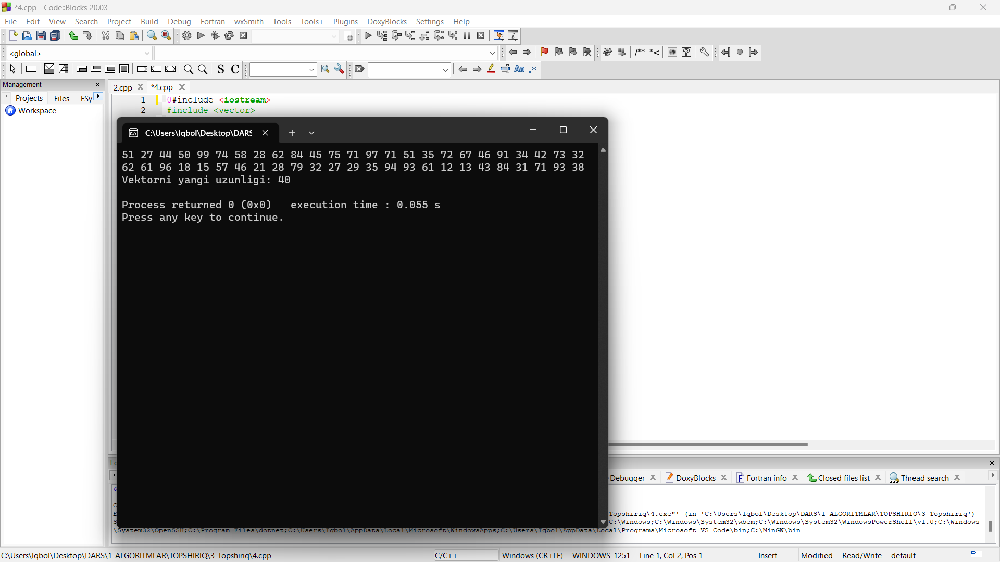 *4.cpp - Code::Blocks 20.03
File Edit View Search Project Build Debug Fortran wxSmith Tools Tools+ Plugins DoxyBlocks Settings Help
<global>
/** *<
S C Aa .*
Management
Projects Files FSy
Workspace
2.cpp *4.cpp
1 0#include <iostream>
2 #include <vector>
C:\Users\Iqbol\Desktop\DARS
51 27 44 50 99 74 58 28 62 84 45 75 71 97 71 51 35 72 67 46 91 34 42 73 32
62 61 96 18 15 57 46 21 28 79 32 27 29 35 94 93 61 12 13 43 84 31 71 93 38
Vektorni yangi uzunligi: 40
Process returned 0 (0x0) execution time : 0.055 s
Press any key to continue.
Debugger DoxyBlocks Fortran info Closed files list Thread search
Topshiriq\4.exe"' (in 'C:\Users\Iqbol\Desktop\DARS\1-ALGORITMLAR\TOPSHIRIQ\3-Topshiriq')
C:\Windows;C:\Windows\System32\wbem;C:\Windows\System32\WindowsPowerShell\v1.0;C:\Windows
\System32\OpenSSH;C:\Program Files\dotnet;C:\Users\Iqbol\AppData\Local\Microsoft\WindowsApps;C:\Users\Iqbol\AppData\Local\Programs\Microsoft VS Code\bin;C:\MinGW\bin
C:\Users\Iqbol\Desktop\DARS\1-ALGORITMLAR\TOPSHIRIQ\3-Topshiriq\4.cpp C/C++ Windows (CR+LF) WINDOWS-1251 Line 1, Col 2, Pos 1 Insert Modified Read/Write default